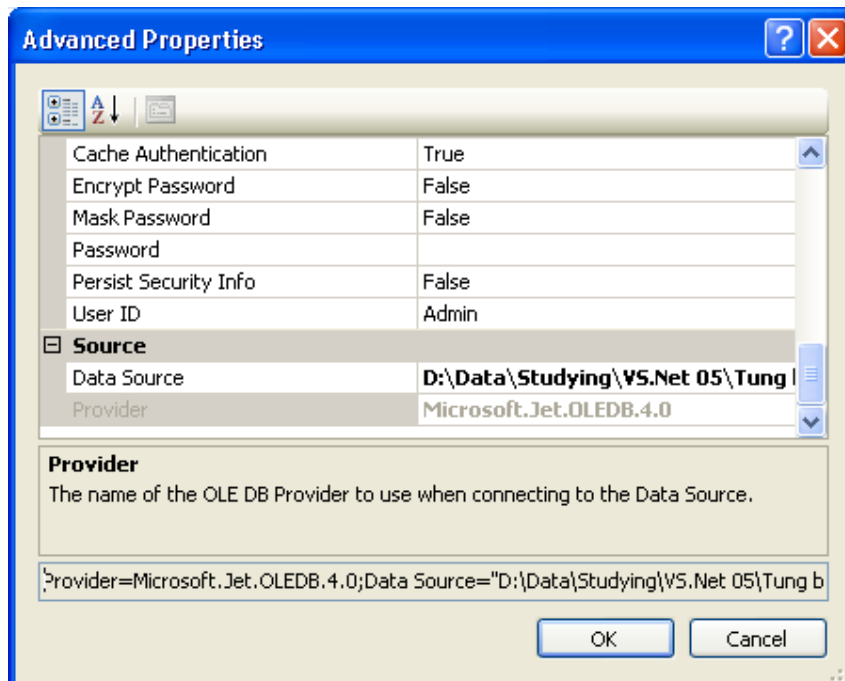 Advanced Properties
Cache Authentication True
Encrypt Password False
Mask Password False
Password
Persist Security Info False
User ID Admin
Source
Data Source D:\Data\Studying\VS.Net 05\Tung
Provider Microsoft.Jet.OLEDB.4.0
Provider
The name of the OLE DB Provider to use when connecting to the Data Source.
Provider=Microsoft.Jet.OLEDB.4.0;Data Source="D:\Data\Studying\VS.Net 05\Tung b
OK Cancel